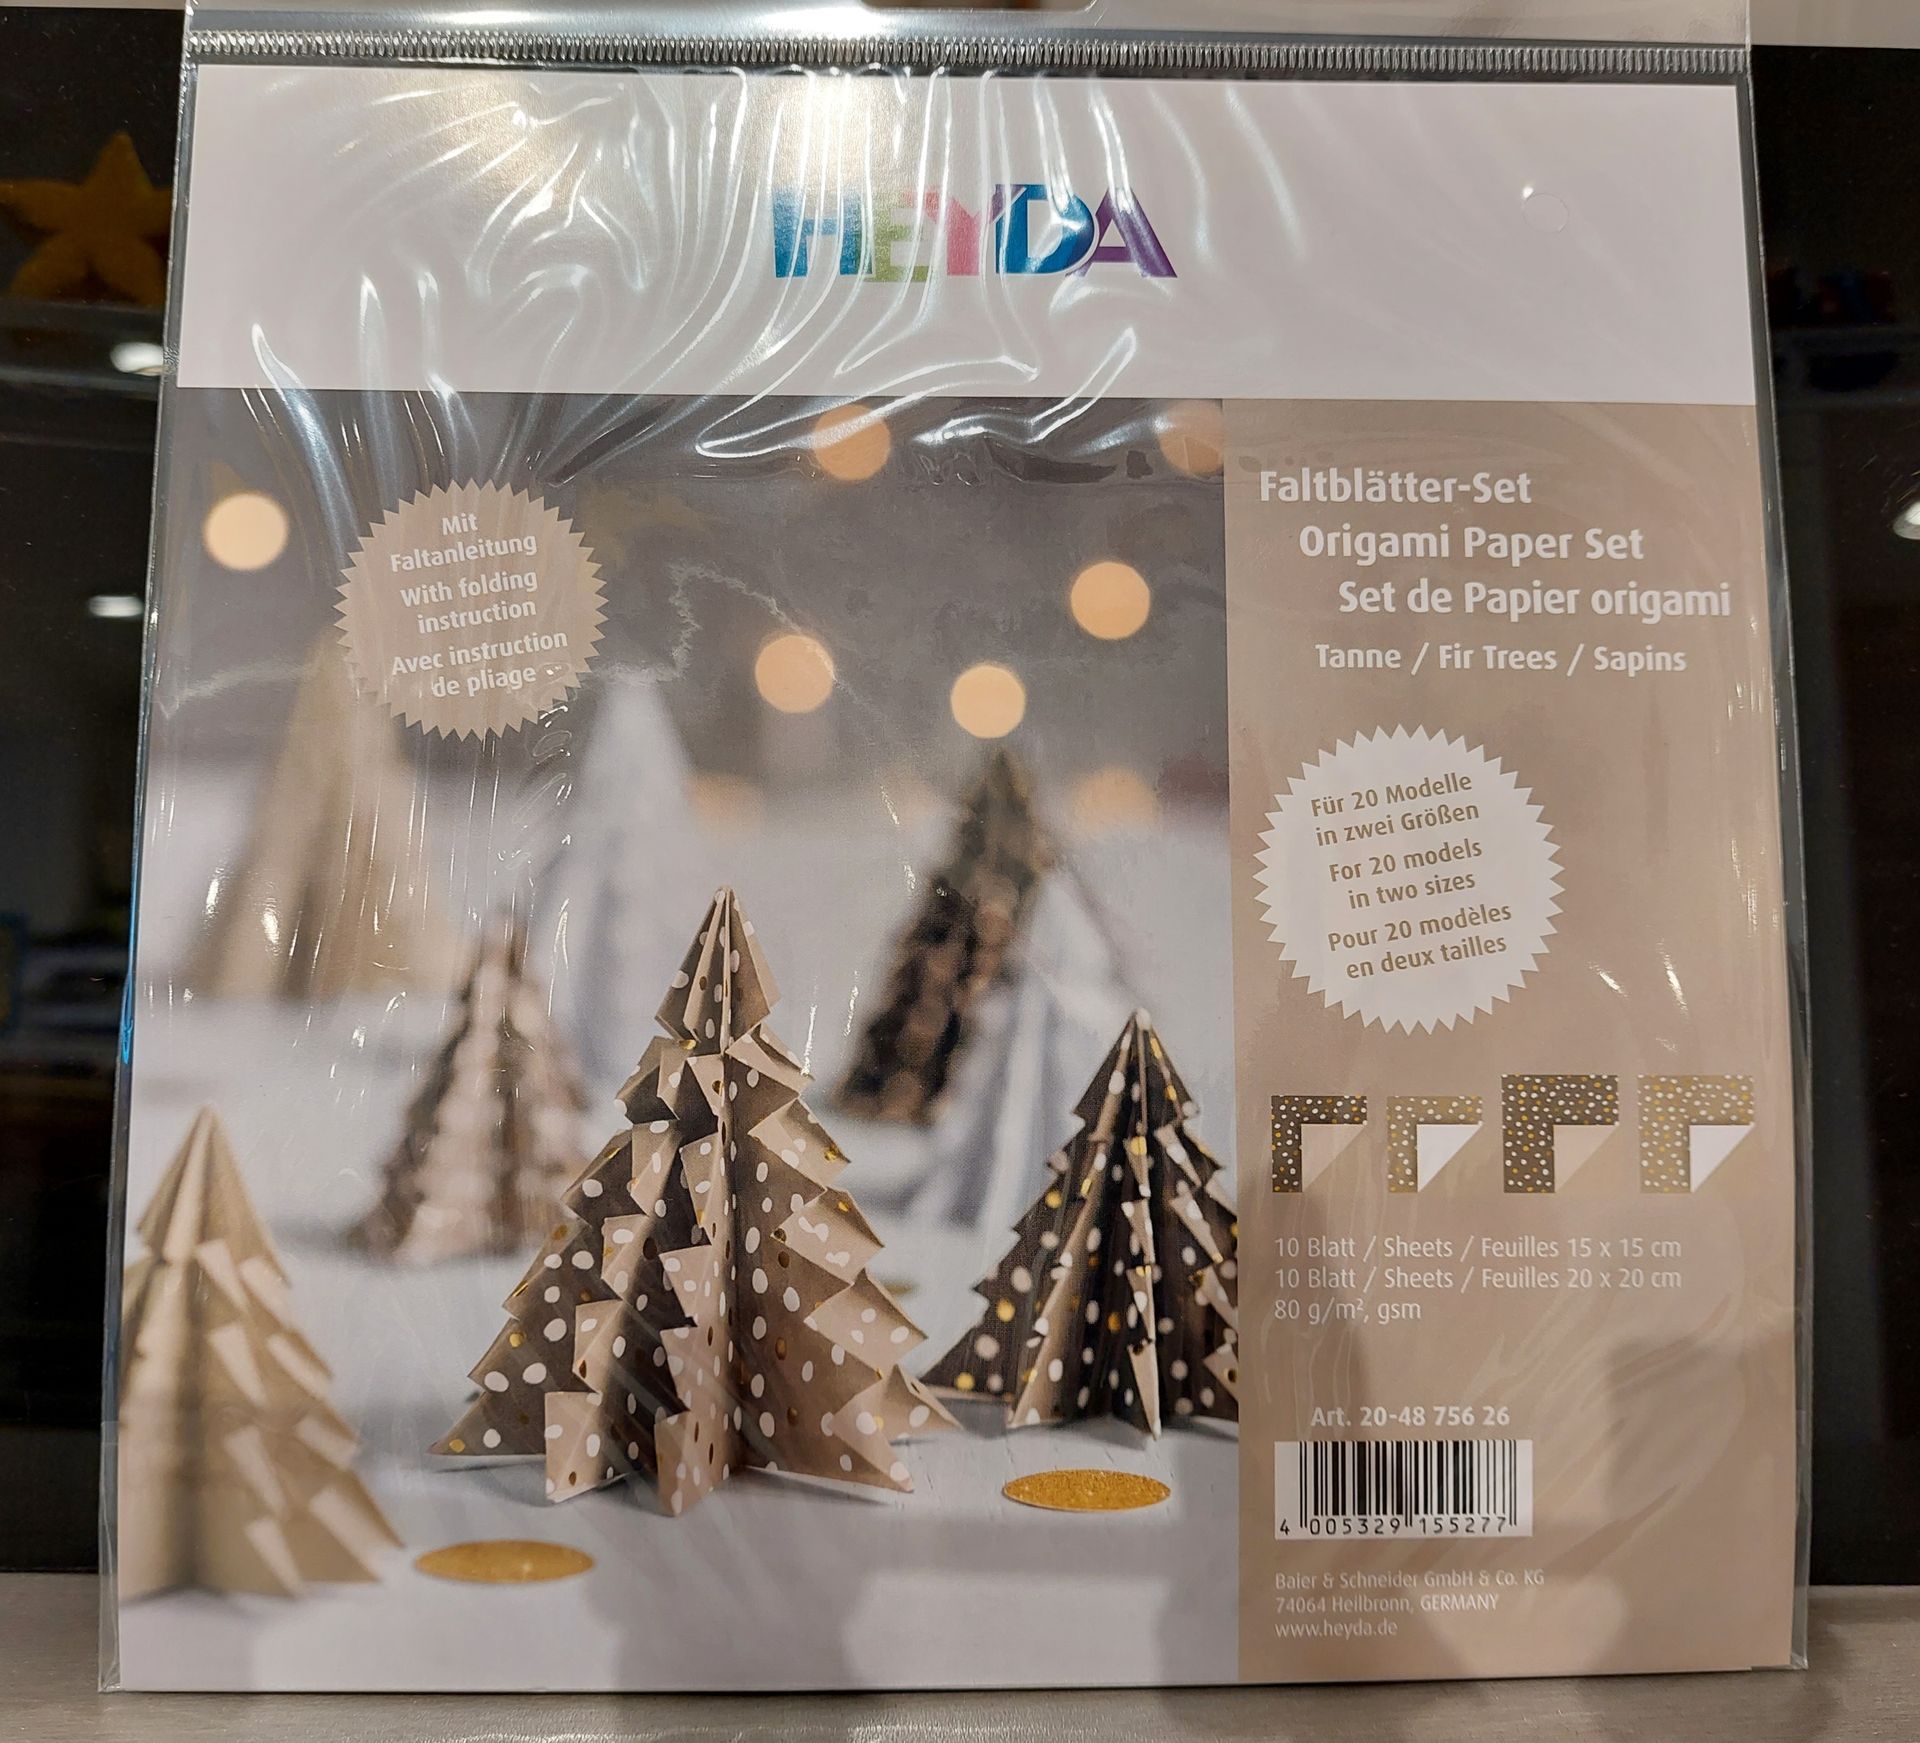 HEYDA
Mit
Faltanleitung
With folding
instruction
Avec instruction
de pliage
Faltblätter-Set
Origami Paper Set
Set de Papier origami
Tanne / Fir Trees / Sapins
Für 20 Modelle
in zwei Größen
For 20 models
in two sizes
Pour 20 modèles
en deux tailles
10 Blatt / Sheets / Feuilles 15 x 15 cm
10 Blatt / Sheets / Feuilles 20 x 20 cm
80 g/m², gsm
Art. 20-48 756 26
4 005329 155277
Baier & Schneider GmbH & Co. KG
74064 Heilbronn, GERMANY
www.heyda.de